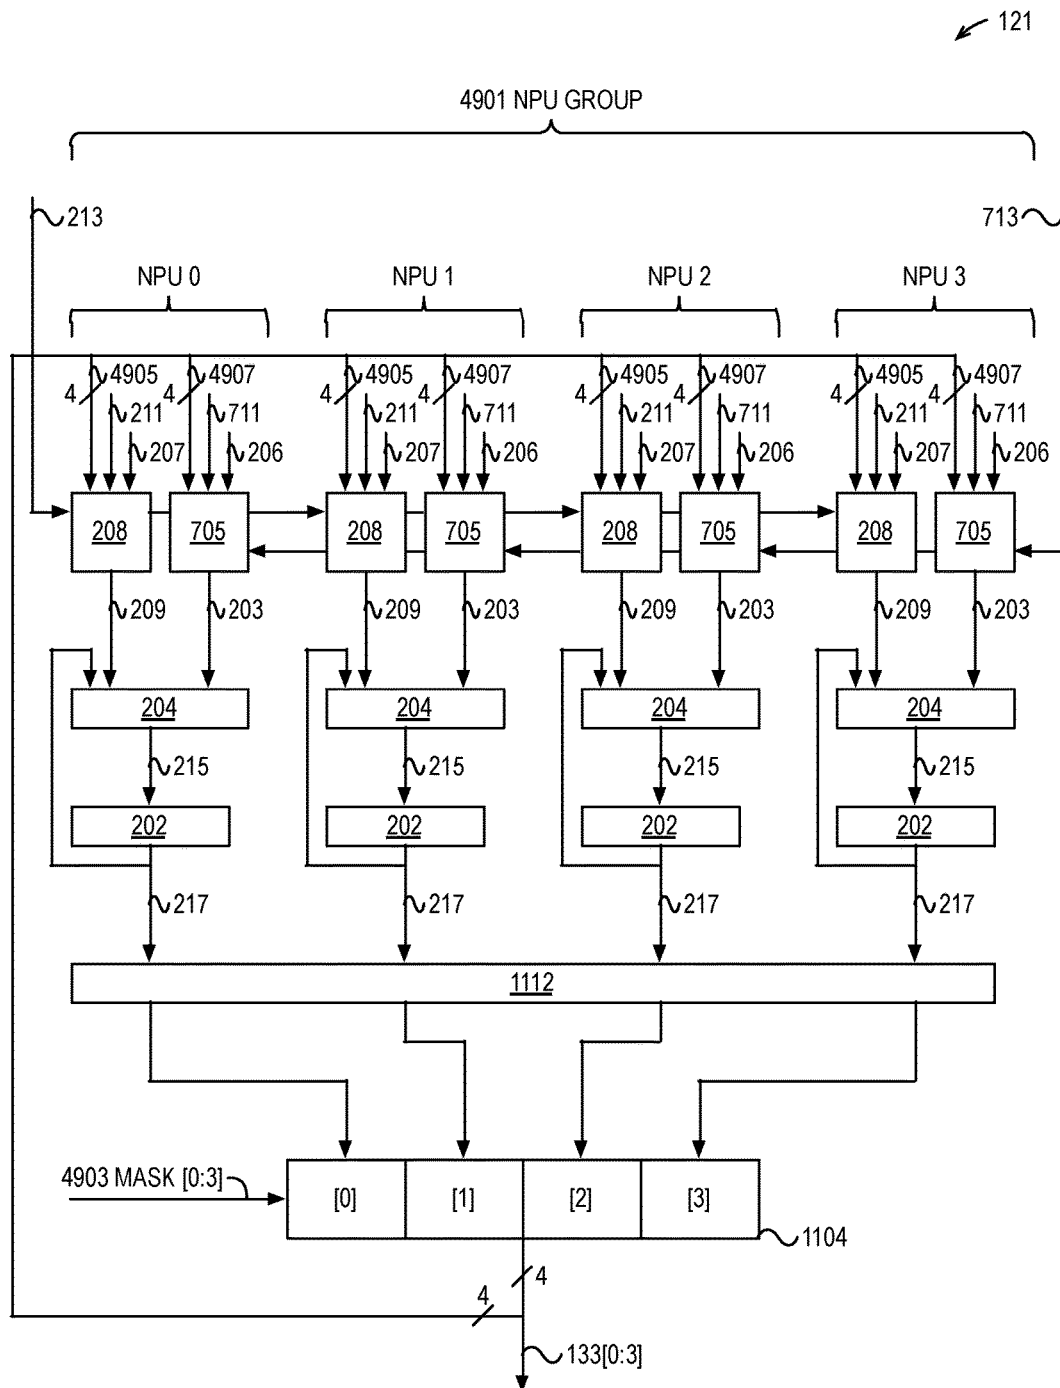 121
4901 NPU GROUP
213
713
NPU 0 NPU 1 NPU 2 NPU 3
4905 4907 4905 4907 4905 4907 4905 4907
4 4 4 4 4 4 4 4
211 711 211 711 211 711 211 711
207 206 207 206 207 206 207 206
208 705 208 705 208 705 208 705
209 203 209 203 209 203 209 203
204 204 204 204
215 215 215 215
202 202 202 202
217 217 217 217
1112
4903 MASK [0:3]
[0] [1] [2] [3]
1104
4
4
133[0:3]